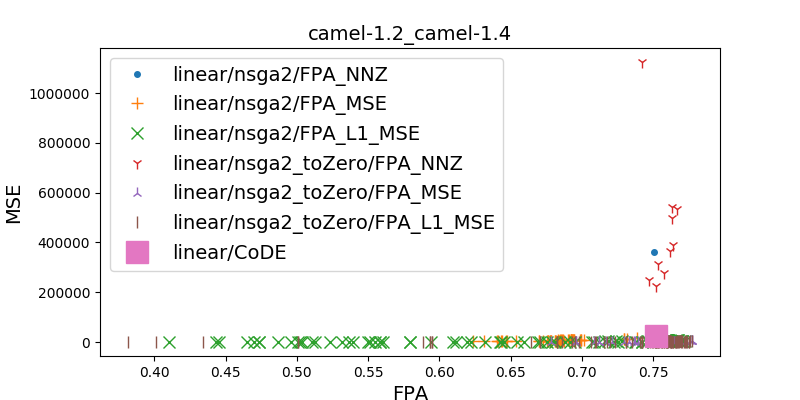 camel-1.2_camel-1.4
linear/nsga2/FPA_NNZ
linear/nsga2/FPA_MSE
linear/nsga2/FPA_L1_MSE
linear/nsga2_toZero/FPA_NNZ
linear/nsga2_toZero/FPA_MSE
linear/nsga2_toZero/FPA_L1_MSE
linear/CoDE
MSE
1000000
800000
600000
400000
200000
0
0.40 0.45 0.50 0.55 0.60 0.65 0.70 0.75
FPA